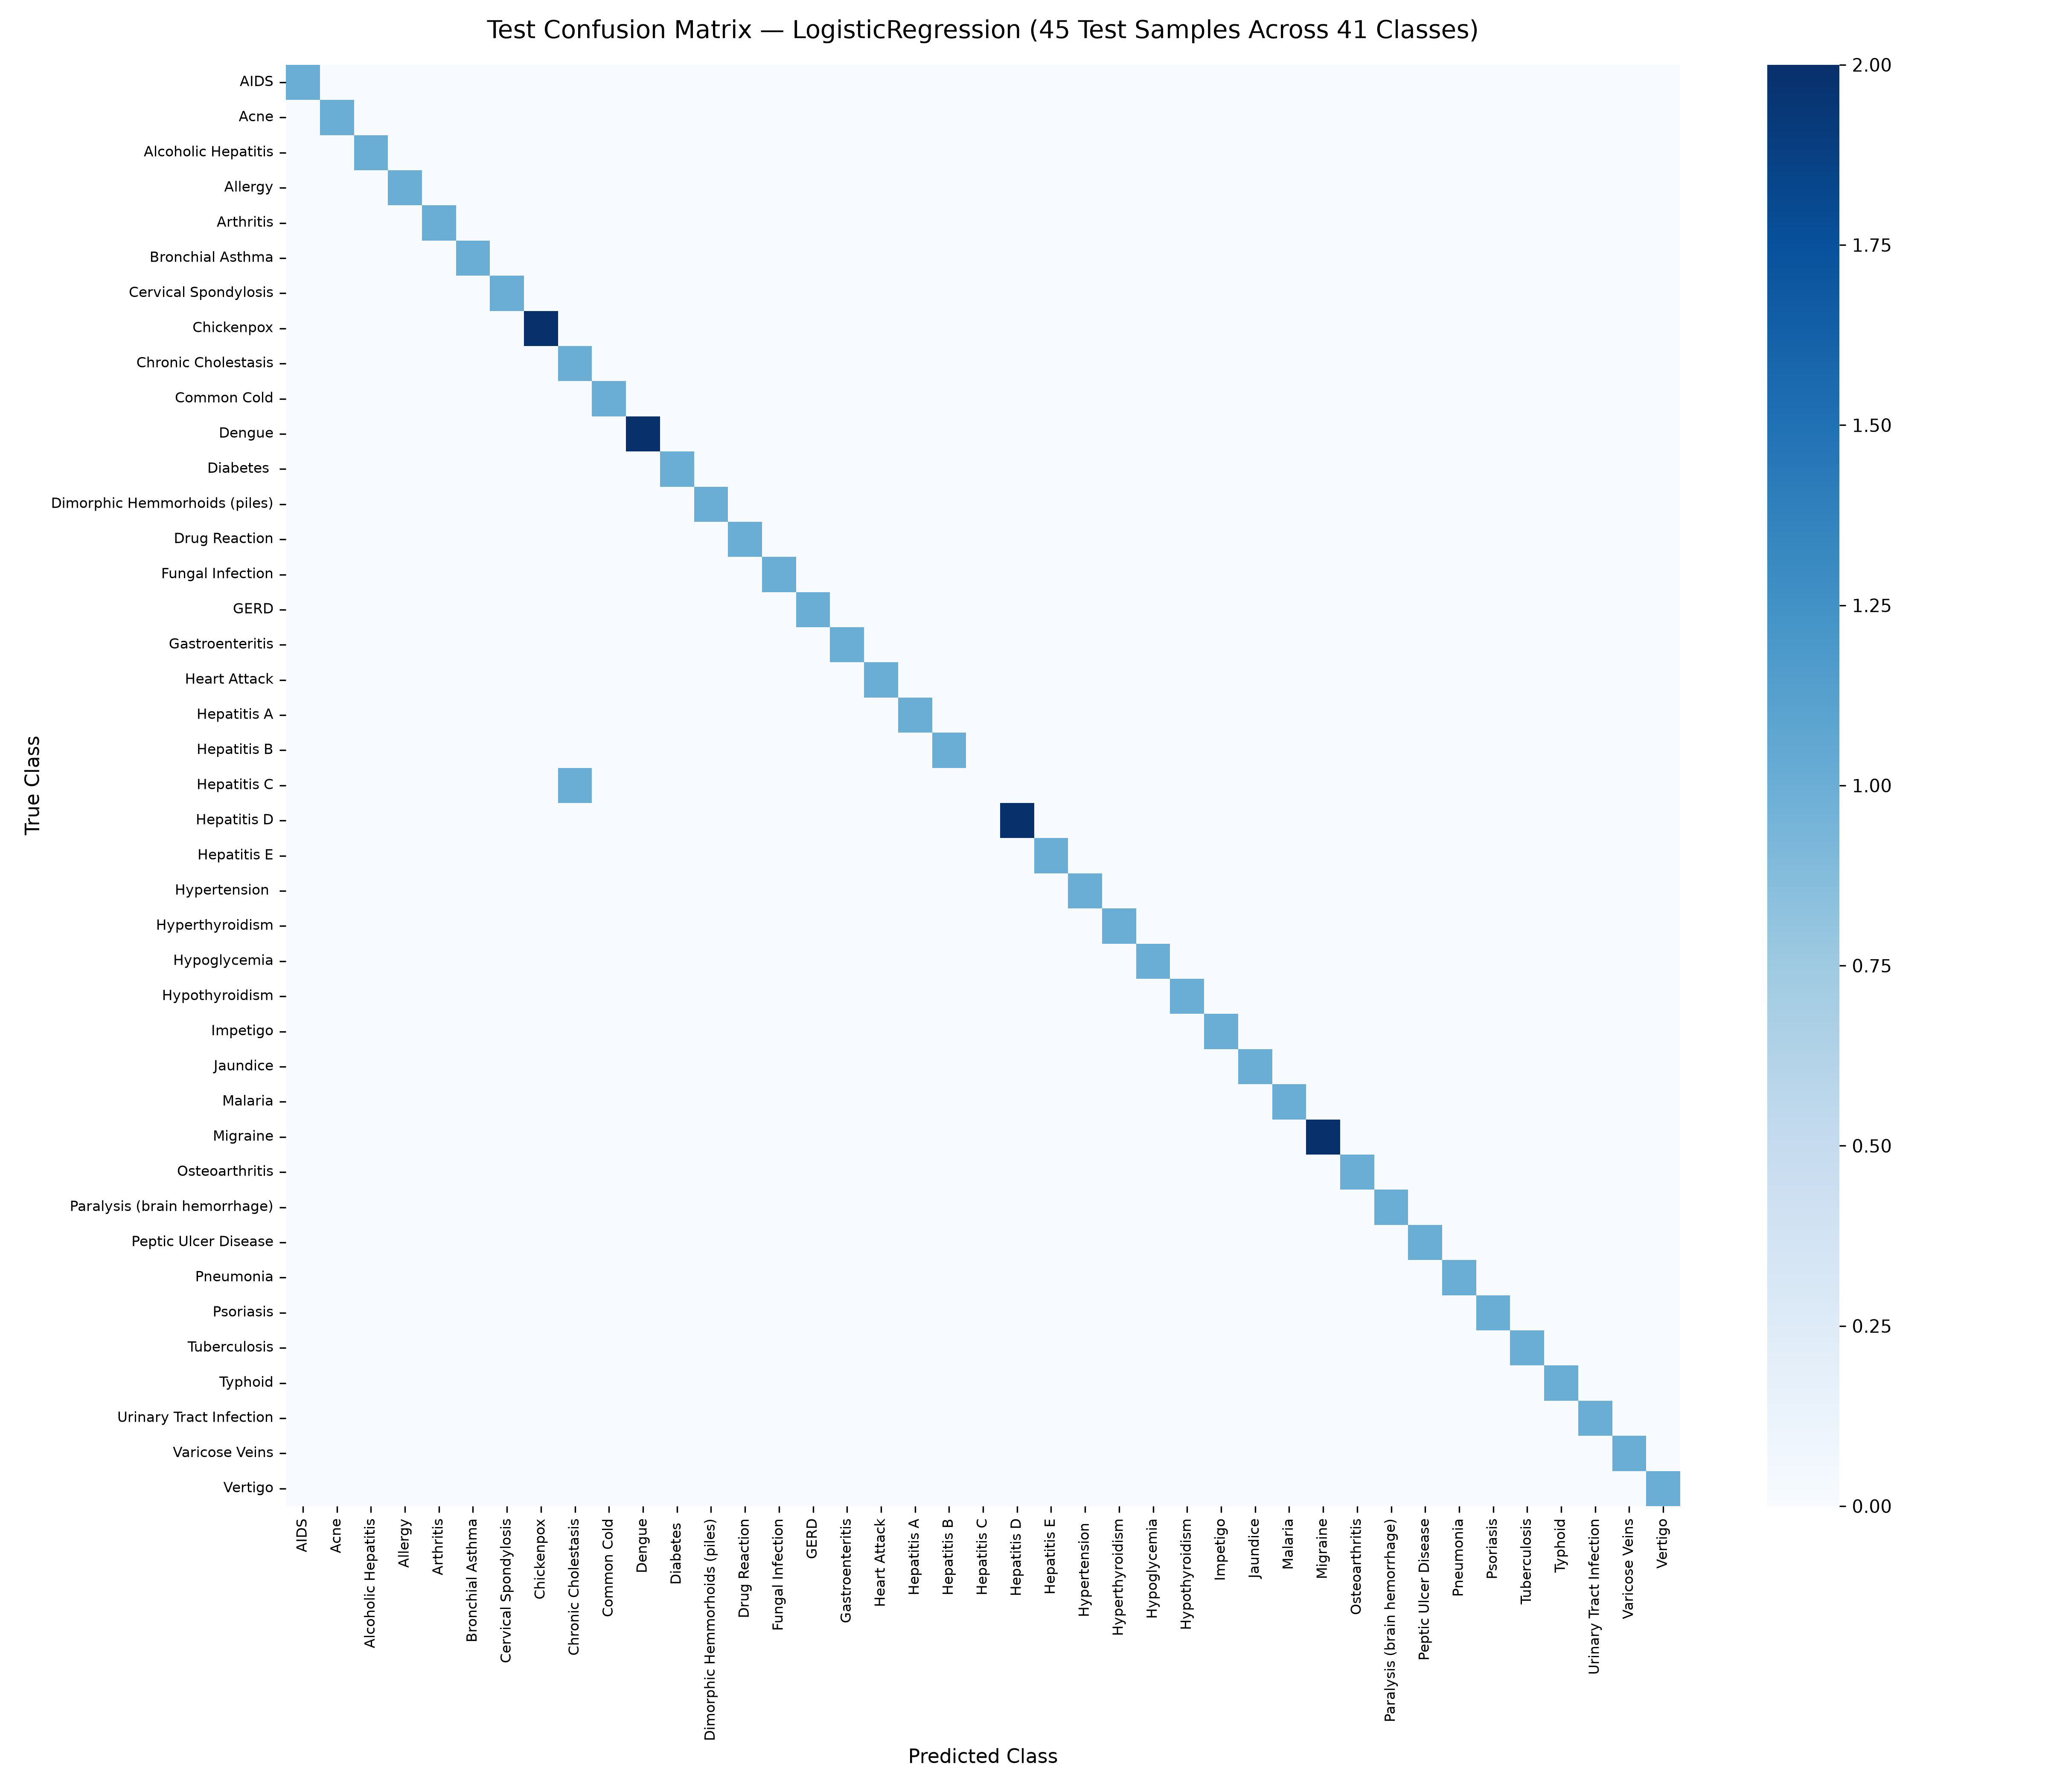 Test Confusion Matrix — LogisticRegression (45 Test Samples Across 41 Classes)
True Class
AIDS
Acne
Alcoholic Hepatitis
Allergy
Arthritis
Bronchial Asthma
Cervical Spondylosis
Chickenpox
Chronic Cholestasis
Common Cold
Dengue
Diabetes
Dimorphic Hemmorhoids (piles)
Drug Reaction
Fungal Infection
GERD
Gastroenteritis
Heart Attack
Hepatitis A
Hepatitis B
Hepatitis C
Hepatitis D
Hepatitis E
Hypertension
Hyperthyroidism
Hypoglycemia
Hypothyroidism
Impetigo
Jaundice
Malaria
Migraine
Osteoarthritis
Paralysis (brain hemorrhage)
Peptic Ulcer Disease
Pneumonia
Psoriasis
Tuberculosis
Typhoid
Urinary Tract Infection
Varicose Veins
Vertigo
AIDS
Acne
Alcoholic Hepatitis
Allergy
Arthritis
Bronchial Asthma
Cervical Spondylosis
Chickenpox
Chronic Cholestasis
Common Cold
Dengue
Diabetes
Dimorphic Hemmorhoids (piles)
Drug Reaction
Fungal Infection
GERD
Gastroenteritis
Heart Attack
Hepatitis A
Hepatitis B
Hepatitis C
Hepatitis D
Hepatitis E
Hypertension
Hyperthyroidism
Hypoglycemia
Hypothyroidism
Impetigo
Jaundice
Malaria
Migraine
Osteoarthritis
Paralysis (brain hemorrhage)
Peptic Ulcer Disease
Pneumonia
Psoriasis
Tuberculosis
Typhoid
Urinary Tract Infection
Varicose Veins
Vertigo
Predicted Class
2.00
1.75
1.50
1.25
1.00
0.75
0.50
0.25
0.00